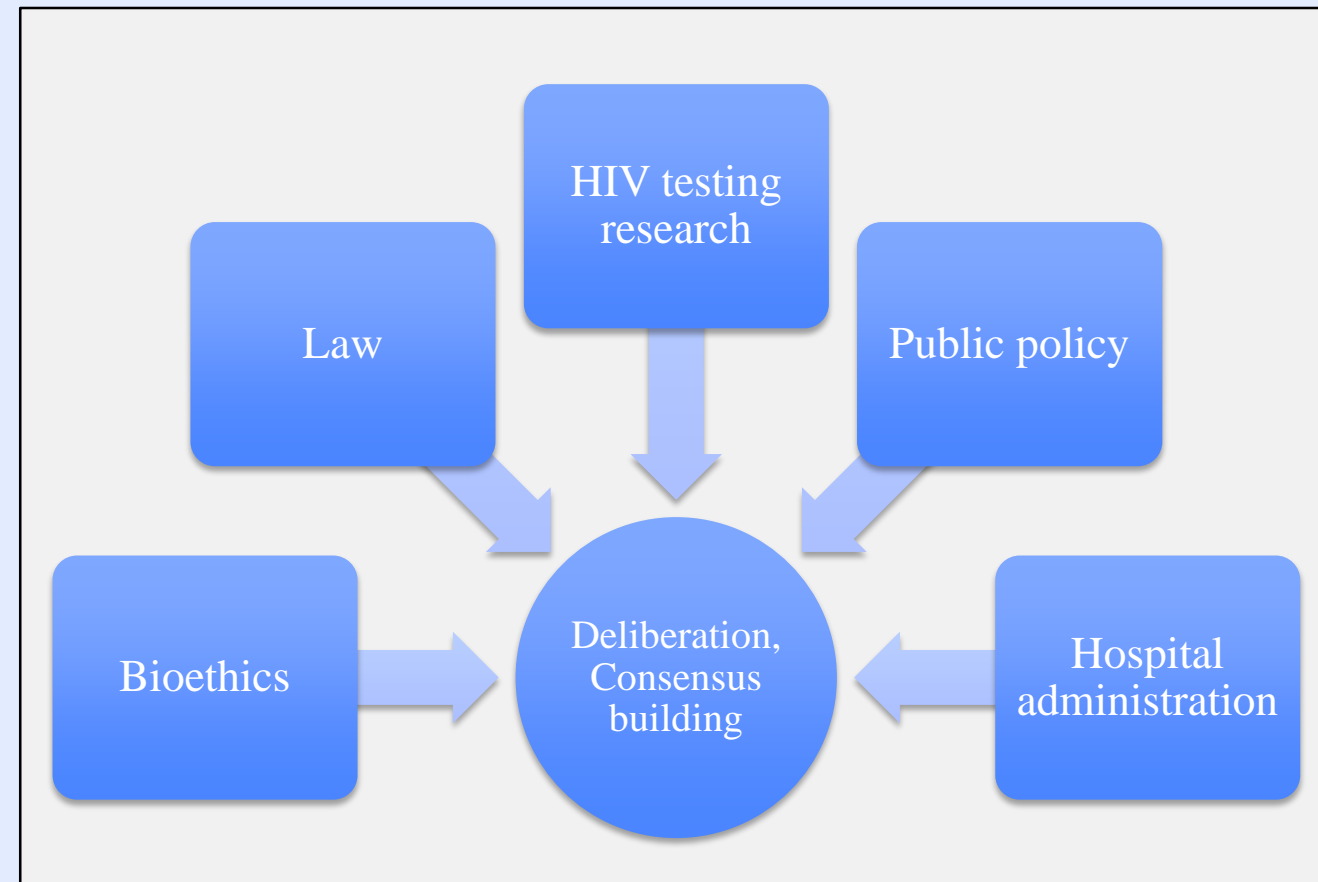 HIV testing
research
Law
Public policy
Bioethics
Deliberation,
Consensus
building
Hospital
administration